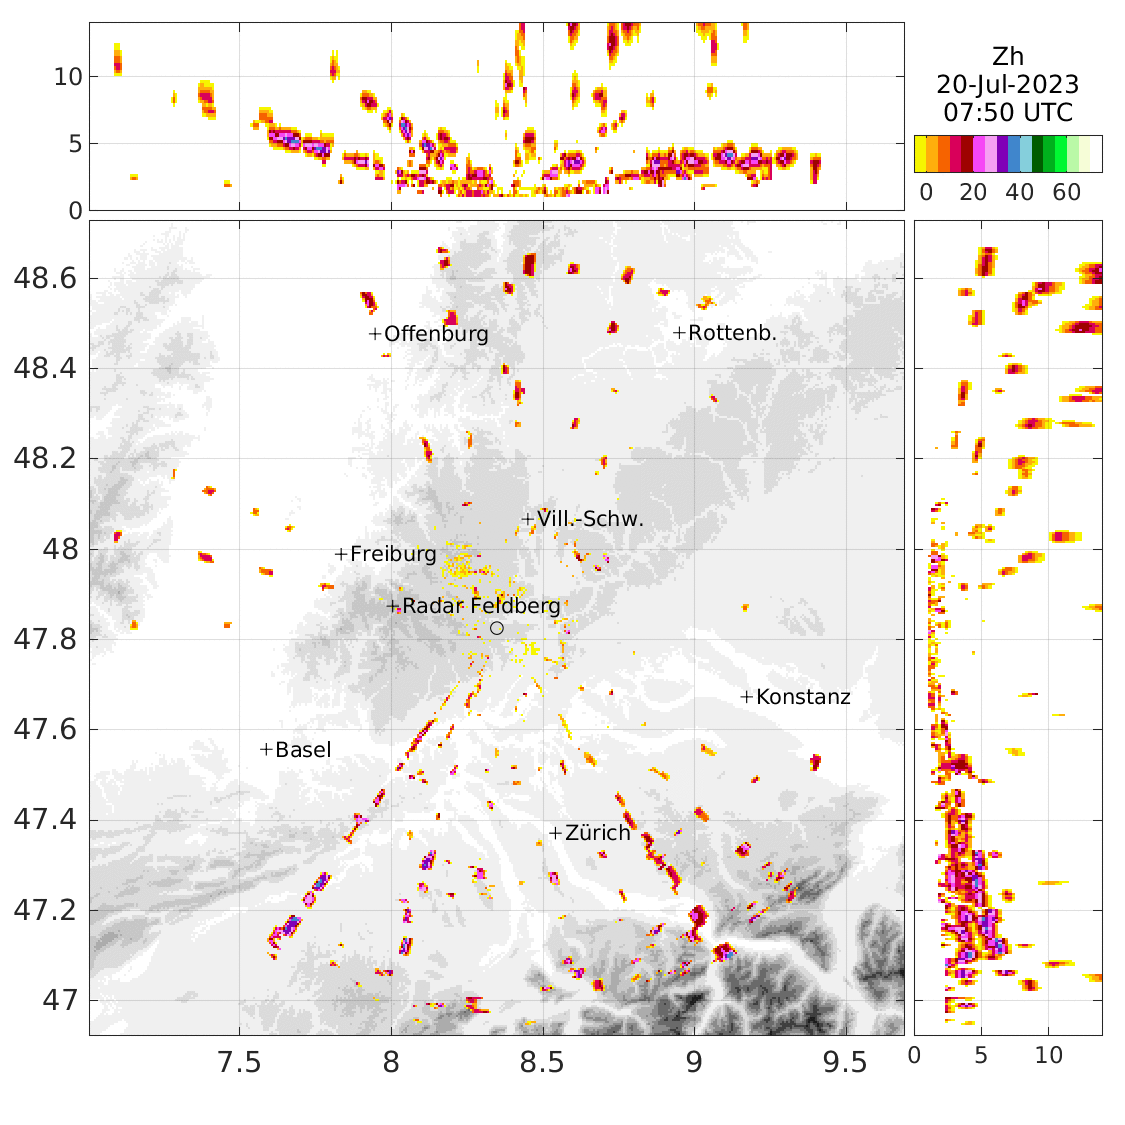 10
5
0
Zh
20-Jul-2023
07:50 UTC
0 20 40 60
48.6
Offenburg
Rottenb.
48.4
48.2
Vill.-Schw.
48
Freiburg
Radar Feldberg
47.8
Konstanz
47.6
Basel
47.4
Zürich
47.2
47
7.5 8 8.5 9 9.5
0 5 10